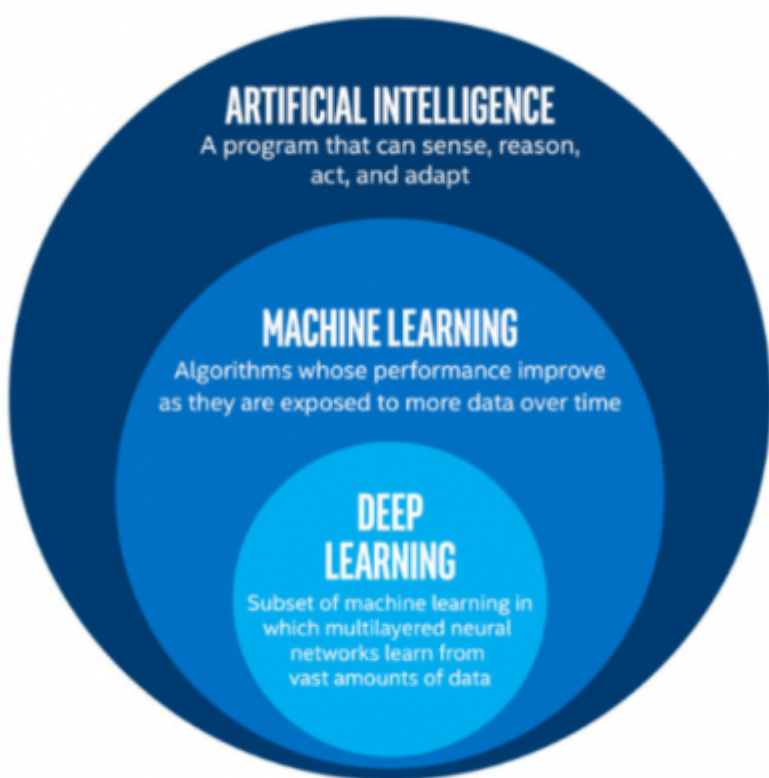 ARTIFICIAL INTELLIGENCE
A program that can sense, reason,
act, and adapt
MACHINE LEARNING
Algorithms whose performance improve
as they are exposed to more data over time
DEEP
LEARNING
Subset of machine learning in
which multilayered neural
networks learn from
vast amounts of data